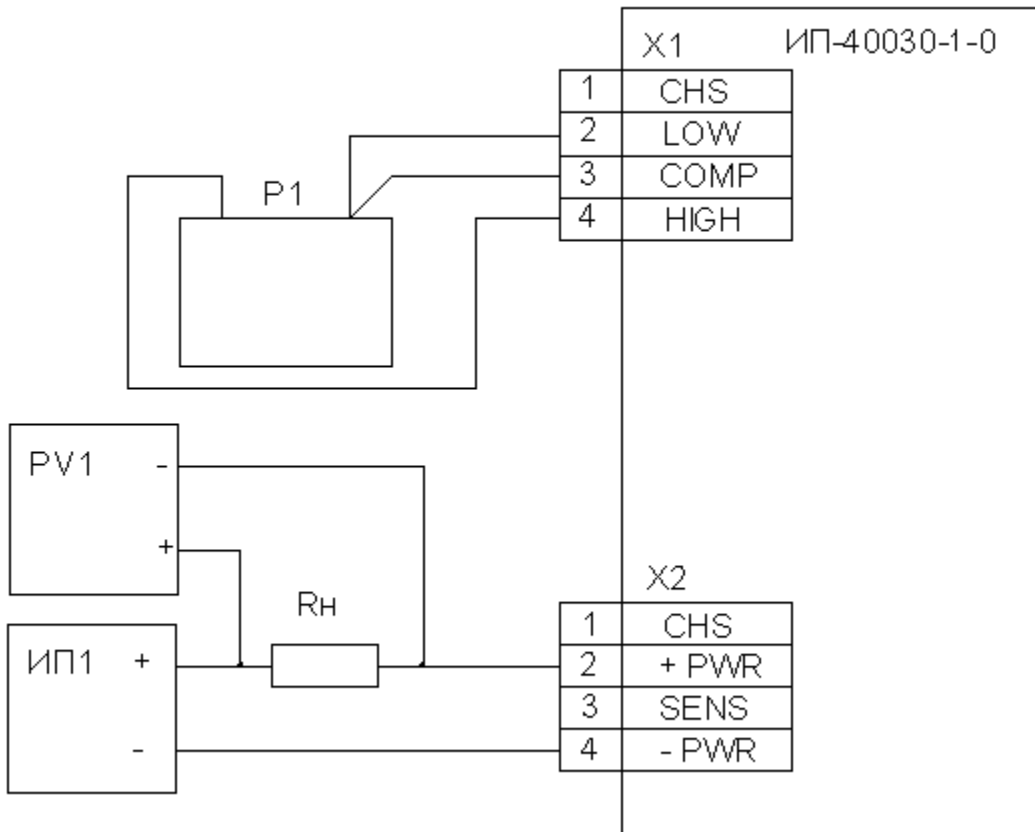 X1 ИП-40030-1-0
1 CHS
2 LOW
3 COMP
4 HIGH
P1
PV1 -
+
X2
Rн
1 CHS
ИП1 + 2 + PWR
3 SENS
- 4 - PWR